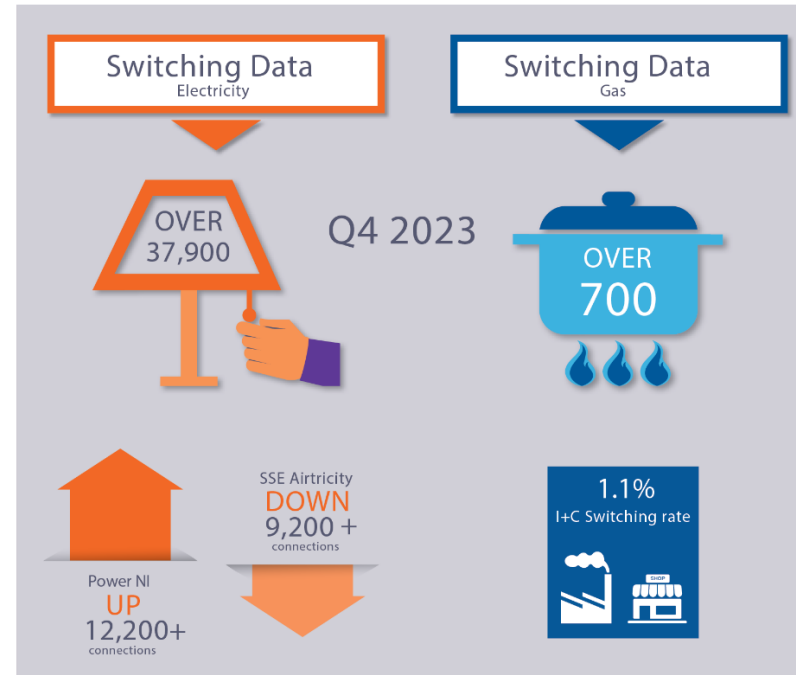 Switching Data
Electricity
Switching Data
Gas
OVER
37,900
Q4 2023
OVER
700
Power NI
UP
12,200+
connections
SSE Airtricity
DOWN
9,200 +
connections
1.1%
I+C Switching rate
SHOP